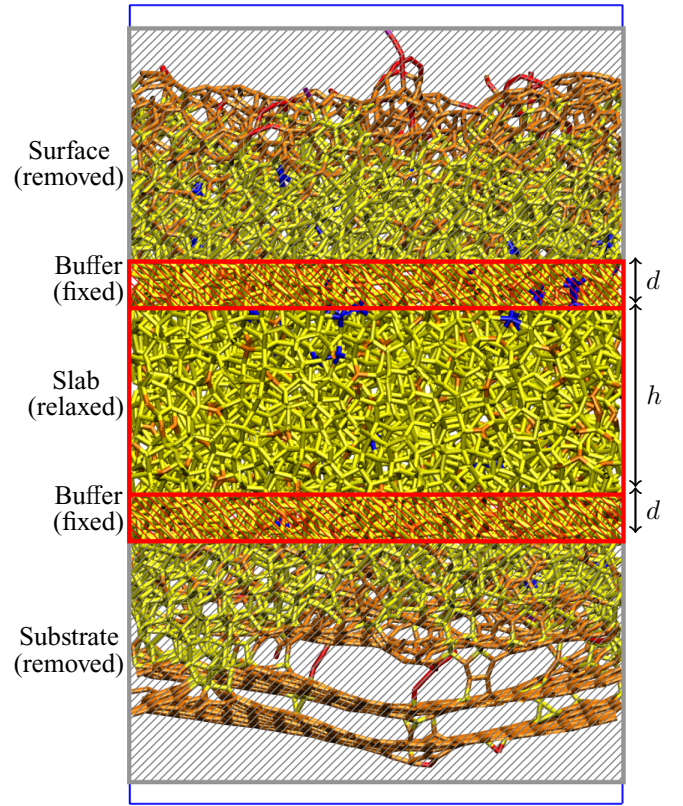 Surface
(removed)
Buffer
(fixed)
d
Slab
(relaxed)
h
Buffer
(fixed)
d
Substrate
(removed)